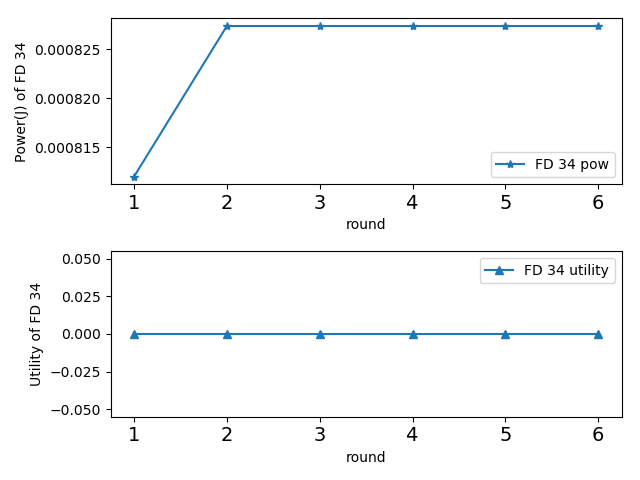 Power(J) of FD 34
0.000825
0.000820
0.000815
FD 34 pow
1 2 3 4 5 6
round
Utility of FD 34
0.050
0.025
0.000
−0.025
−0.050
FD 34 utility
1 2 3 4 5 6
round